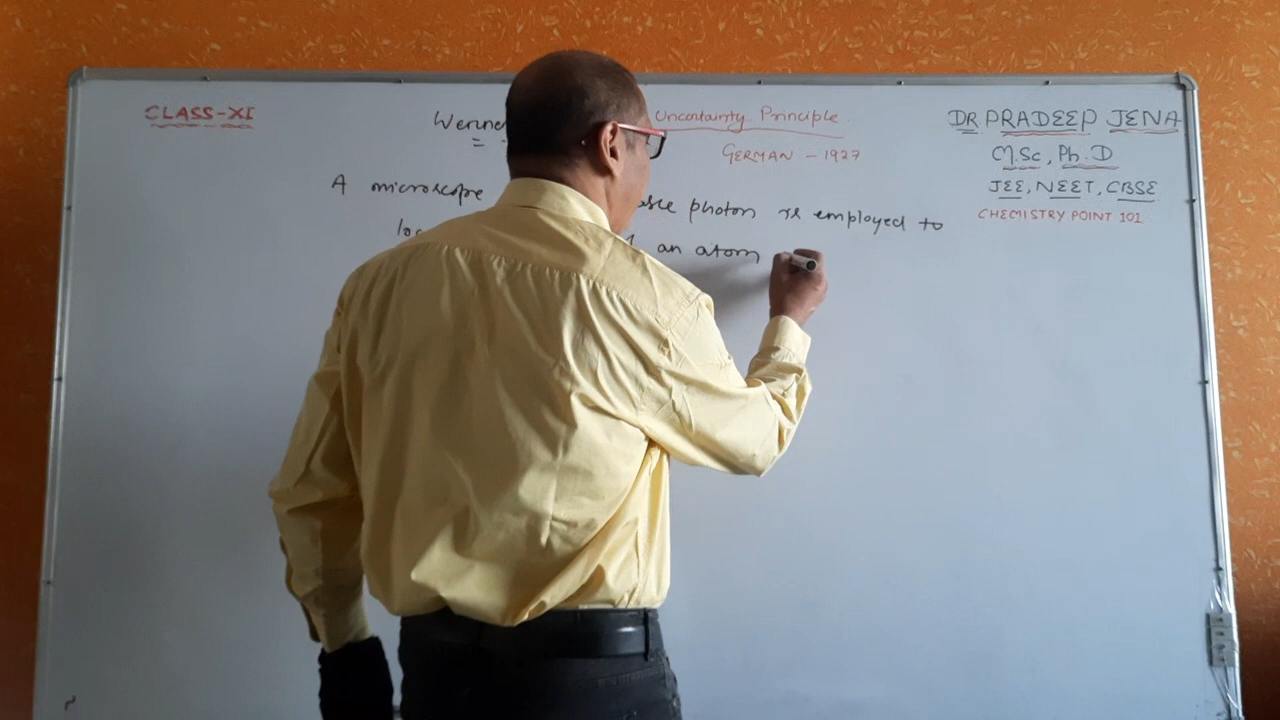 CLASS-XI
Uncertainty Principle
GERMAN - 1927
DR PRADEEP JENA
M.Sc, Ph.D
JEE, NEET, CBSE
CHEMISTRY POINT 101
A microscope photon is employed to
an atom